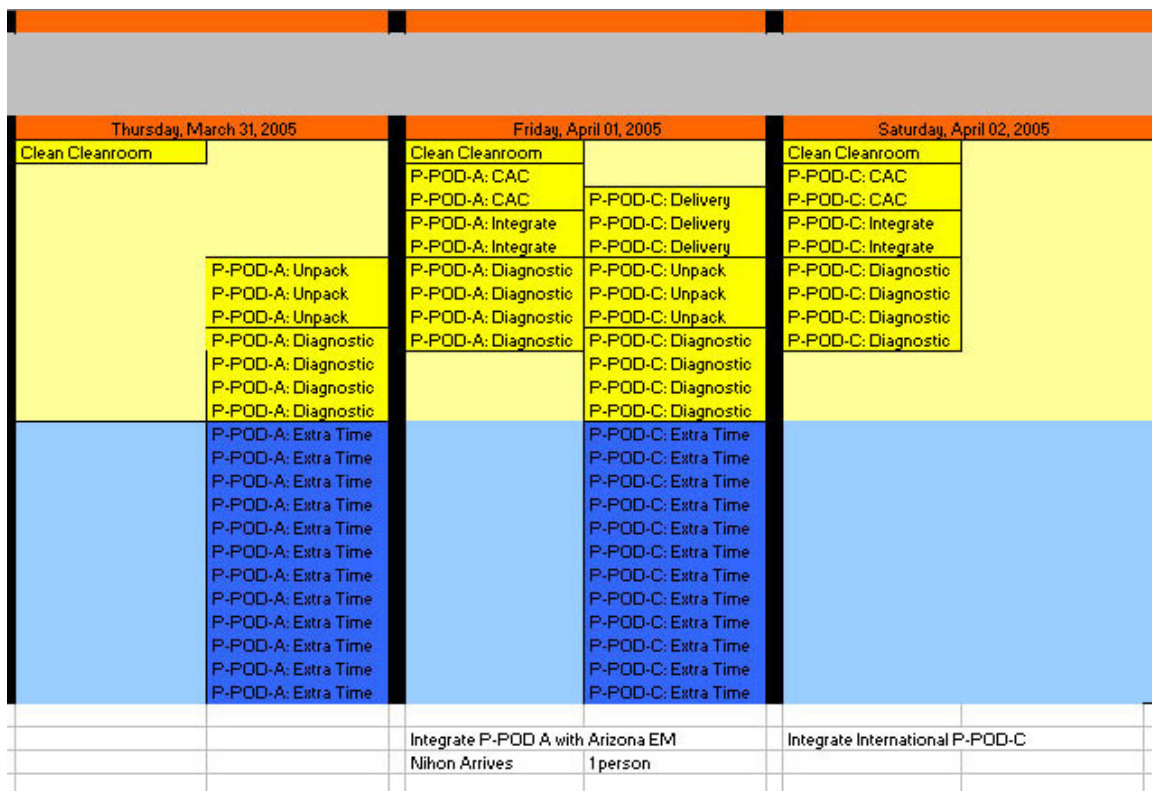 Thursday, March 31, 2005
Clean Cleanroom
P-POD-A: Unpack
P-POD-A: Unpack
P-POD-A: Unpack
P-POD-A: Diagnostic
P-POD-A: Diagnostic
P-POD-A: Diagnostic
P-POD-A: Diagnostic
P-POD-A: Extra Time
P-POD-A: Extra Time
P-POD-A: Extra Time
P-POD-A: Extra Time
P-POD-A: Extra Time
P-POD-A: Extra Time
P-POD-A: Extra Time
P-POD-A: Extra Time
P-POD-A: Extra Time
P-POD-A: Extra Time
P-POD-A: Extra Time
P-POD-A: Extra Time
Friday, April 01, 2005
Clean Cleanroom
P-POD-A: CAC
P-POD-A: CAC
P-POD-A: Integrate
P-POD-A: Integrate
P-POD-A: Diagnostic
P-POD-A: Diagnostic
P-POD-A: Diagnostic
P-POD-A: Diagnostic
P-POD-C: Delivery
P-POD-C: Delivery
P-POD-C: Delivery
P-POD-C: Unpack
P-POD-C: Unpack
P-POD-C: Unpack
P-POD-C: Diagnostic
P-POD-C: Diagnostic
P-POD-C: Diagnostic
P-POD-C: Diagnostic
P-POD-C: Extra Time
P-POD-C: Extra Time
P-POD-C: Extra Time
P-POD-C: Extra Time
P-POD-C: Extra Time
P-POD-C: Extra Time
P-POD-C: Extra Time
P-POD-C: Extra Time
P-POD-C: Extra Time
P-POD-C: Extra Time
P-POD-C: Extra Time
P-POD-C: Extra Time
Integrate P-POD A with Arizona EM
Nihon Arrives 1person
Saturday, April 02, 2005
Clean Cleanroom
P-POD-C: CAC
P-POD-C: CAC
P-POD-C: Integrate
P-POD-C: Integrate
P-POD-C: Diagnostic
P-POD-C: Diagnostic
P-POD-C: Diagnostic
P-POD-C: Diagnostic
Integrate International P-POD-C